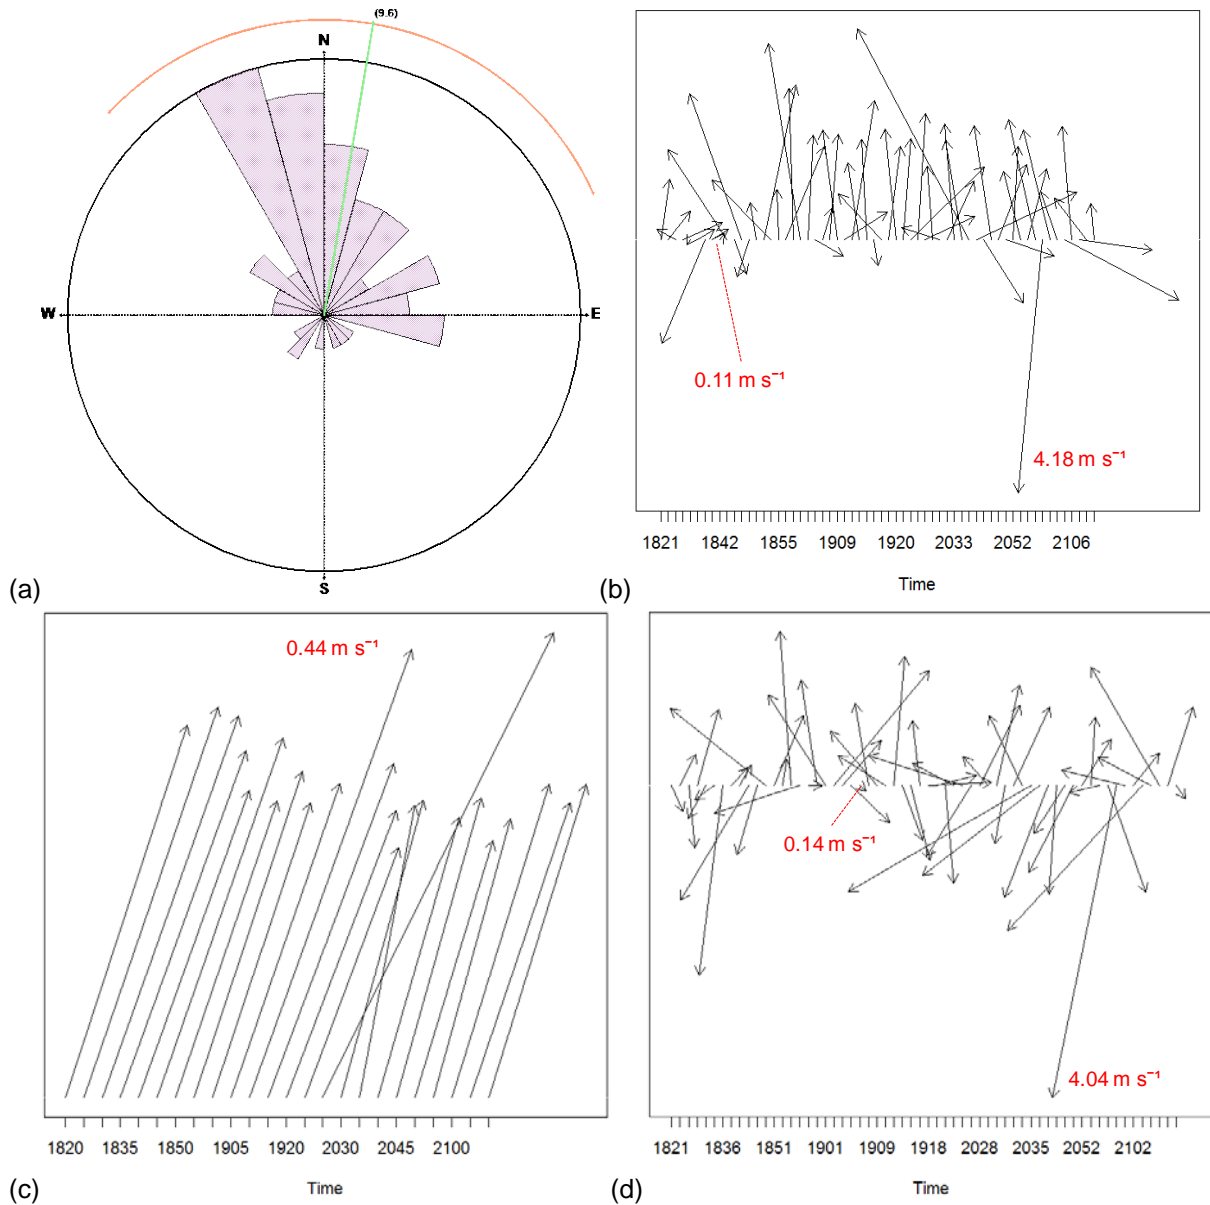 (9.6)
N
W
E
S
(a)
0.11 m s⁻¹
4.18 m s⁻¹
1821 1842 1855 1909 1920 2033 2052 2106
Time
(b)
0.44 m s⁻¹
1820 1835 1850 1905 1920 2030 2045 2100
Time
(c)
0.14 m s⁻¹
4.04 m s⁻¹
1821 1836 1851 1901 1909 1918 2028 2035 2052 2102
Time
(d)